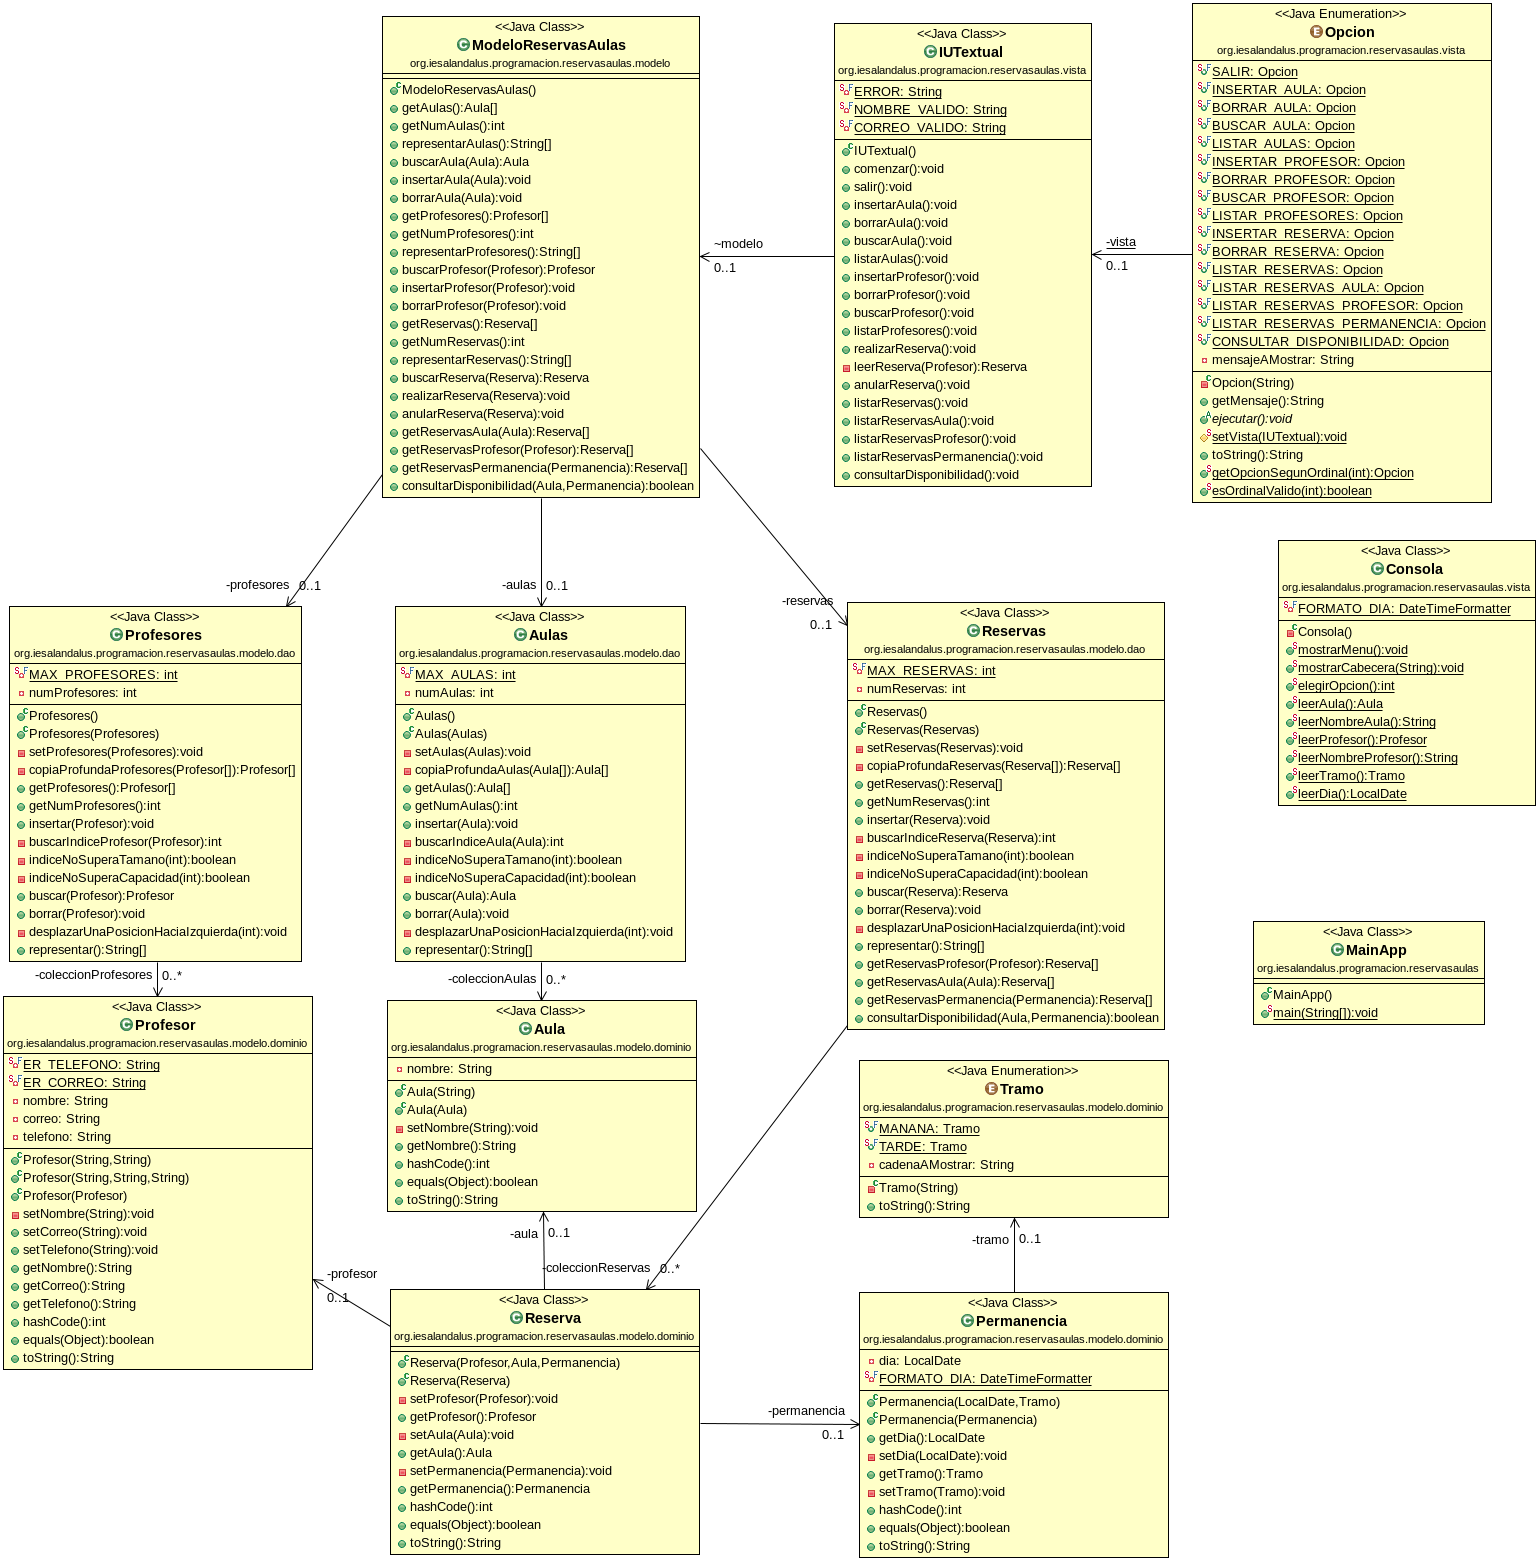 <<Java Class>>
ModeloReservasAulas
org.iesalandalus.programacion.reservasaulas.modelo
ModeloReservasAulas()
getAulas():Aula[]
getNumAulas():int
representarAulas():String[]
buscarAula(Aula):Aula
insertarAula(Aula):void
borrarAula(Aula):void
getProfesores():Profesor[]
getNumProfesores():int
representarProfesores():String[]
buscarProfesor(Profesor):Profesor
insertarProfesor(Profesor):void
borrarProfesor(Profesor):void
getReservas():Reserva[]
getNumReservas():int
representarReservas():String[]
buscarReserva(Reserva):Reserva
realizarReserva(Reserva):void
anularReserva(Reserva):void
getReservasAula(Aula):Reserva[]
getReservasProfesor(Profesor):Reserva[]
getReservasPermanencia(Permanencia):Reserva[]
consultarDisponibilidad(Aula,Permanencia):boolean
~modelo
0..1
<<Java Class>>
IUTextual
org.iesalandalus.programacion.reservasaulas.vista
ERROR: String
NOMBRE_VALIDO: String
CORREO_VALIDO: String
IUTextual()
comenzar():void
salir():void
insertarAula():void
borrarAula():void
buscarAula():void
listarAulas():void
insertarProfesor():void
borrarProfesor():void
buscarProfesor():void
listarProfesores():void
realizarReserva():void
leerReserva(Profesor):Reserva
anularReserva():void
listarReservas():void
listarReservasAula():void
listarReservasProfesor():void
listarReservasPermanencia():void
consultarDisponibilidad():void
-vista
0..1
<<Java Enumeration>>
Opcion
org.iesalandalus.programacion.reservasaulas.vista
SALIR: Opcion
INSERTAR_AULA: Opcion
BORRAR_AULA: Opcion
BUSCAR_AULA: Opcion
LISTAR_AULAS: Opcion
INSERTAR_PROFESOR: Opcion
BORRAR_PROFESOR: Opcion
BUSCAR_PROFESOR: Opcion
LISTAR_PROFESORES: Opcion
INSERTAR_RESERVA: Opcion
BORRAR_RESERVA: Opcion
LISTAR_RESERVAS: Opcion
LISTAR_RESERVAS_AULA: Opcion
LISTAR_RESERVAS_PROFESOR: Opcion
LISTAR_RESERVAS_PERMANENCIA: Opcion
CONSULTAR_DISPONIBILIDAD: Opcion
mensajeAMostrar: String
Opcion(String)
getMensaje():String
ejecutar():void
setVista(IUTextual):void
toString():String
getOpcionSegunOrdinal(int):Opcion
esOrdinalValido(int):boolean
<<Java Class>>
Consola
org.iesalandalus.programacion.reservasaulas.vista
FORMATO_DIA: DateTimeFormatter
Consola()
mostrarMenu():void
mostrarCabecera(String):void
elegirOpcion():int
leerAula():Aula
leerNombreAula():String
leerProfesor():Profesor
leerNombreProfesor():String
leerTramo():Tramo
leerDia():LocalDate
-profesores
0..1
-aulas
0..1
-reservas
0..1
<<Java Class>>
Profesores
org.iesalandalus.programacion.reservasaulas.modelo.dao
MAX_PROFESORES: int
numProfesores: int
Profesores()
Profesores(Profesores)
setProfesores(Profesores):void
copiaProfundaProfesores(Profesor[]):Profesor[]
getProfesores():Profesor[]
getNumProfesores():int
insertar(Profesor):void
buscarIndiceProfesor(Profesor):int
indiceNoSuperaTamano(int):boolean
indiceNoSuperaCapacidad(int):boolean
buscar(Profesor):Profesor
borrar(Profesor):void
desplazarUnaPosicionHaciaIzquierda(int):void
representar():String[]
<<Java Class>>
Aulas
org.iesalandalus.programacion.reservasaulas.modelo.dao
MAX_AULAS: int
numAulas: int
Aulas()
Aulas(Aulas)
setAulas(Aulas):void
copiaProfundaAulas(Aula[]):Aula[]
getAulas():Aula[]
getNumAulas():int
insertar(Aula):void
buscarIndiceAula(Aula):int
indiceNoSuperaTamano(int):boolean
indiceNoSuperaCapacidad(int):boolean
buscar(Aula):Aula
borrar(Aula):void
desplazarUnaPosicionHaciaIzquierda(int):void
representar():String[]
<<Java Class>>
Reservas
org.iesalandalus.programacion.reservasaulas.modelo.dao
MAX_RESERVAS: int
numReservas: int
Reservas()
Reservas(Reservas)
setReservas(Reservas):void
copiaProfundaReservas(Reserva[]):Reserva[]
getReservas():Reserva[]
getNumReservas():int
insertar(Reserva):void
buscarIndiceReserva(Reserva):int
indiceNoSuperaTamano(int):boolean
indiceNoSuperaCapacidad(int):boolean
buscar(Reserva):Reserva
borrar(Reserva):void
desplazarUnaPosicionHaciaIzquierda(int):void
representar():String[]
getReservasProfesor(Profesor):Reserva[]
getReservasAula(Aula):Reserva[]
getReservasPermanencia(Permanencia):Reserva[]
consultarDisponibilidad(Aula,Permanencia):boolean
<<Java Class>>
MainApp
org.iesalandalus.programacion.reservasaulas
MainApp()
main(String[]):void
-coleccionProfesores
0..*
-coleccionAulas
0..*
<<Java Class>>
Profesor
org.iesalandalus.programacion.reservasaulas.modelo.dominio
ER_TELEFONO: String
ER_CORREO: String
nombre: String
correo: String
telefono: String
Profesor(String,String)
Profesor(String,String,String)
Profesor(Profesor)
setNombre(String):void
setCorreo(String):void
setTelefono(String):void
getNombre():String
getCorreo():String
getTelefono():String
hashCode():int
equals(Object):boolean
toString():String
<<Java Class>>
Aula
org.iesalandalus.programacion.reservasaulas.modelo.dominio
nombre: String
Aula(String)
Aula(Aula)
setNombre(String):void
getNombre():String
hashCode():int
equals(Object):boolean
toString():String
<<Java Enumeration>>
Tramo
org.iesalandalus.programacion.reservasaulas.modelo.dominio
MANANA: Tramo
TARDE: Tramo
cadenaAMostrar: String
Tramo(String)
toString():String
-aula
0..1
-tramo
0..1
-coleccionReservas
0..*
-profesor
0..1
<<Java Class>>
Reserva
org.iesalandalus.programacion.reservasaulas.modelo.dominio
Reserva(Profesor,Aula,Permanencia)
Reserva(Reserva)
setProfesor(Profesor):void
getProfesor():Profesor
setAula(Aula):void
getAula():Aula
setPermanencia(Permanencia):void
getPermanencia():Permanencia
hashCode():int
equals(Object):boolean
toString():String
-permanencia
0..1
<<Java Class>>
Permanencia
org.iesalandalus.programacion.reservasaulas.modelo.dominio
dia: LocalDate
FORMATO_DIA: DateTimeFormatter
Permanencia(LocalDate,Tramo)
Permanencia(Permanencia)
getDia():LocalDate
setDia(LocalDate):void
getTramo():Tramo
setTramo(Tramo):void
hashCode():int
equals(Object):boolean
toString():String